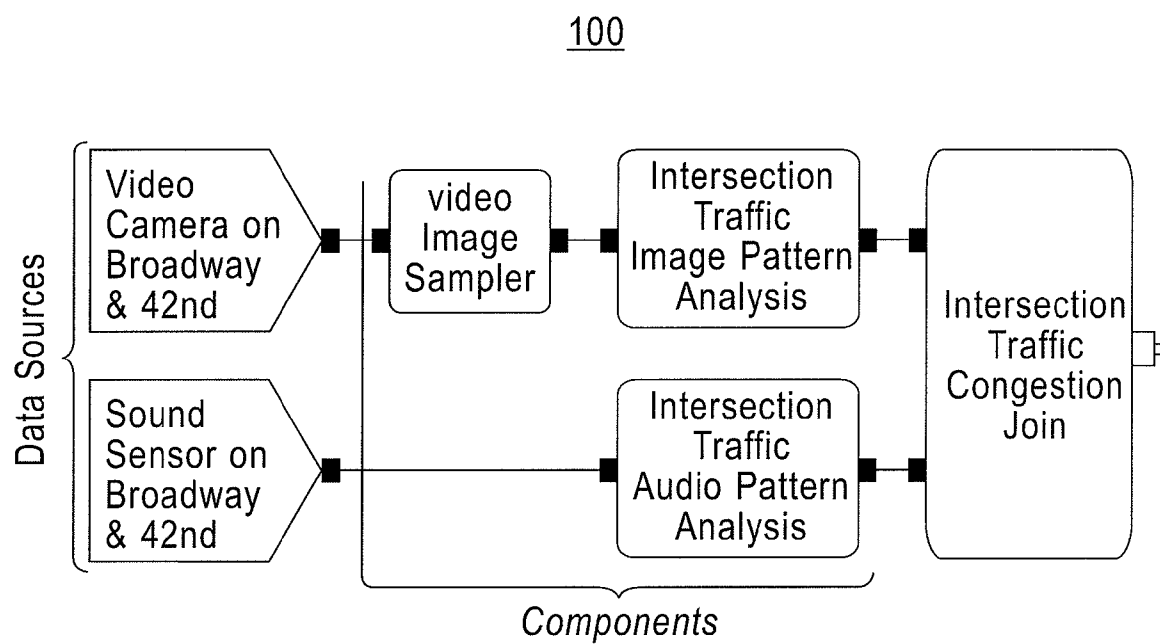 100
Data Sources
Video
Camera on
Broadway
& 42nd
video
Image
Sampler
Intersection
Traffic
Image Pattern
Analysis
Sound
Sensor on
Broadway
& 42nd
Intersection
Traffic
Audio Pattern
Analysis
Intersection
Traffic
Congestion
Join
Components